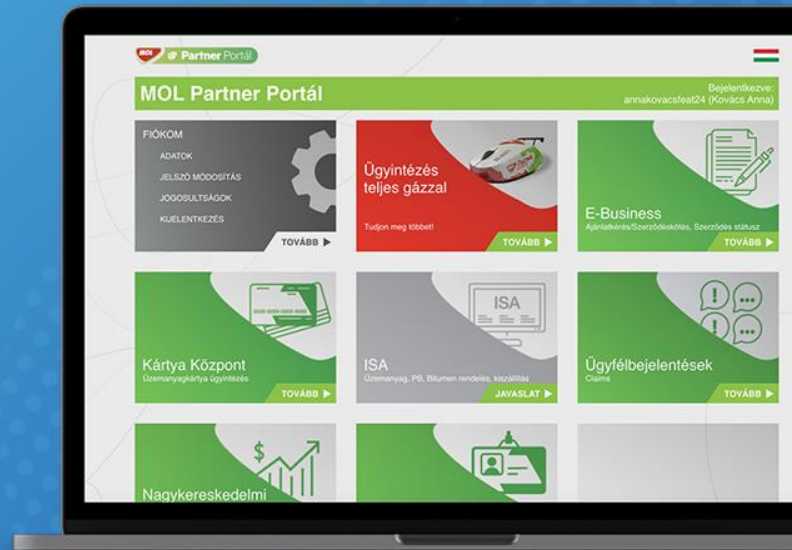 MOL Partner Portál
MOL Partner Portál
Bejelentkezve:
annakovacsfeat24 (Kovács Anna)
FIÓKOM
ADATOK
JELSZÓ MÓDOSÍTÁS
JOGOSULTSÁGOK
KIJELENTKEZÉS
TOVÁBB
Ügyintézés
teljes gázzal
Tudjon meg többet!
TOVÁBB
E-Business
Ajánlatkérés/Szerződéskötés, Szerződés státusz
TOVÁBB
Kártya Központ
Üzemanyagkártya ügyintézés
TOVÁBB
ISA
ISA
Üzemanyag, PB, Bitumen rendelés, kiszállítás
JAVASLAT
Ügyfélbejelentések
Claims
TOVÁBB
Nagykereskedelmi